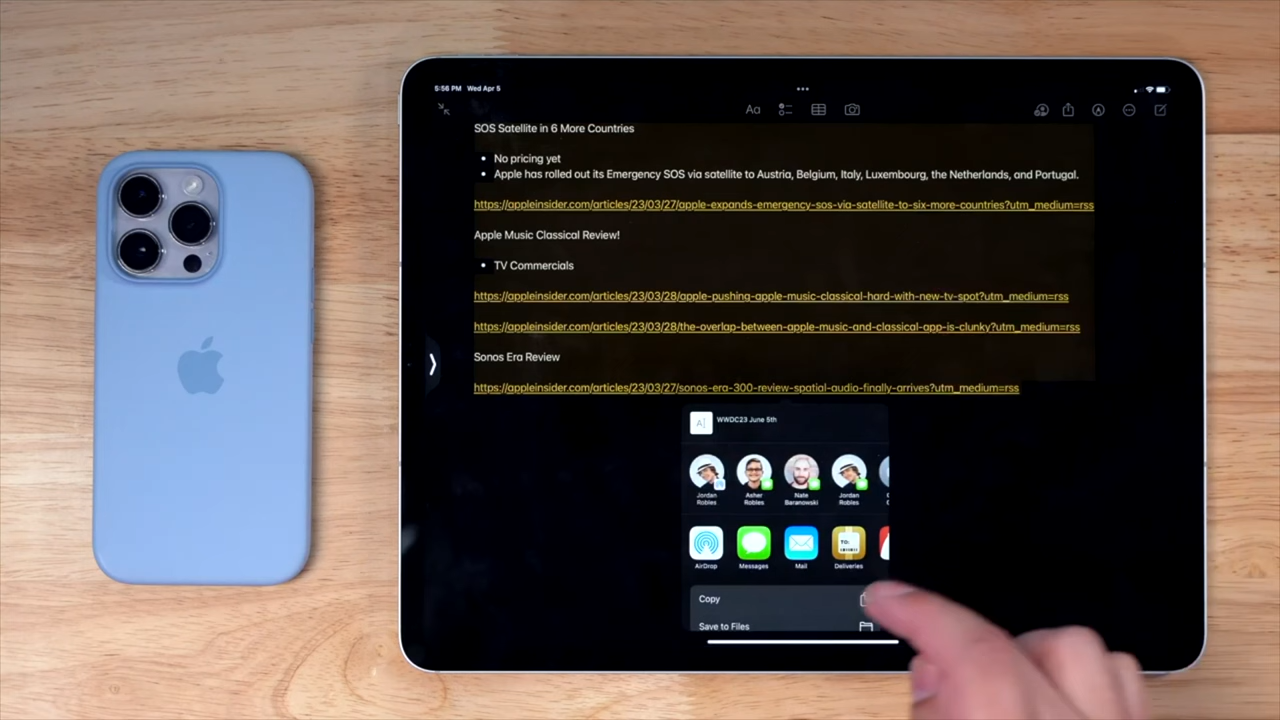 5:56 PM Wed Apr 5
Aa
SOS Satellite in 6 More Countries
• No pricing yet
• Apple has rolled out its Emergency SOS via satellite to Austria, Belgium, Italy, Luxembourg, the Netherlands, and Portugal.
https://appleinsider.com/articles/23/03/27/apple-expands-emergency-sos-via-satellite-to-six-more-countries?utm_medium=rss
Apple Music Classical Review!
• TV Commercials
https://appleinsider.com/articles/23/03/28/apple-pushing-apple-music-classical-hard-with-new-tv-spot?utm_medium=rss
https://appleinsider.com/articles/23/03/28/the-overlap-between-apple-music-and-classical-app-is-clunky?utm_medium=rss
Sonos Era Review
https://appleinsider.com/articles/23/03/27/sonos-era-300-review-spatial-audio-finally-arrives?utm_medium=rss
A WWDC23 June 5th
Jordan Asher Nate Jordan
Robles Robles Baranowski Robles
TO:
AirDrop Messages Mail Deliveries
Copy
Save to Files